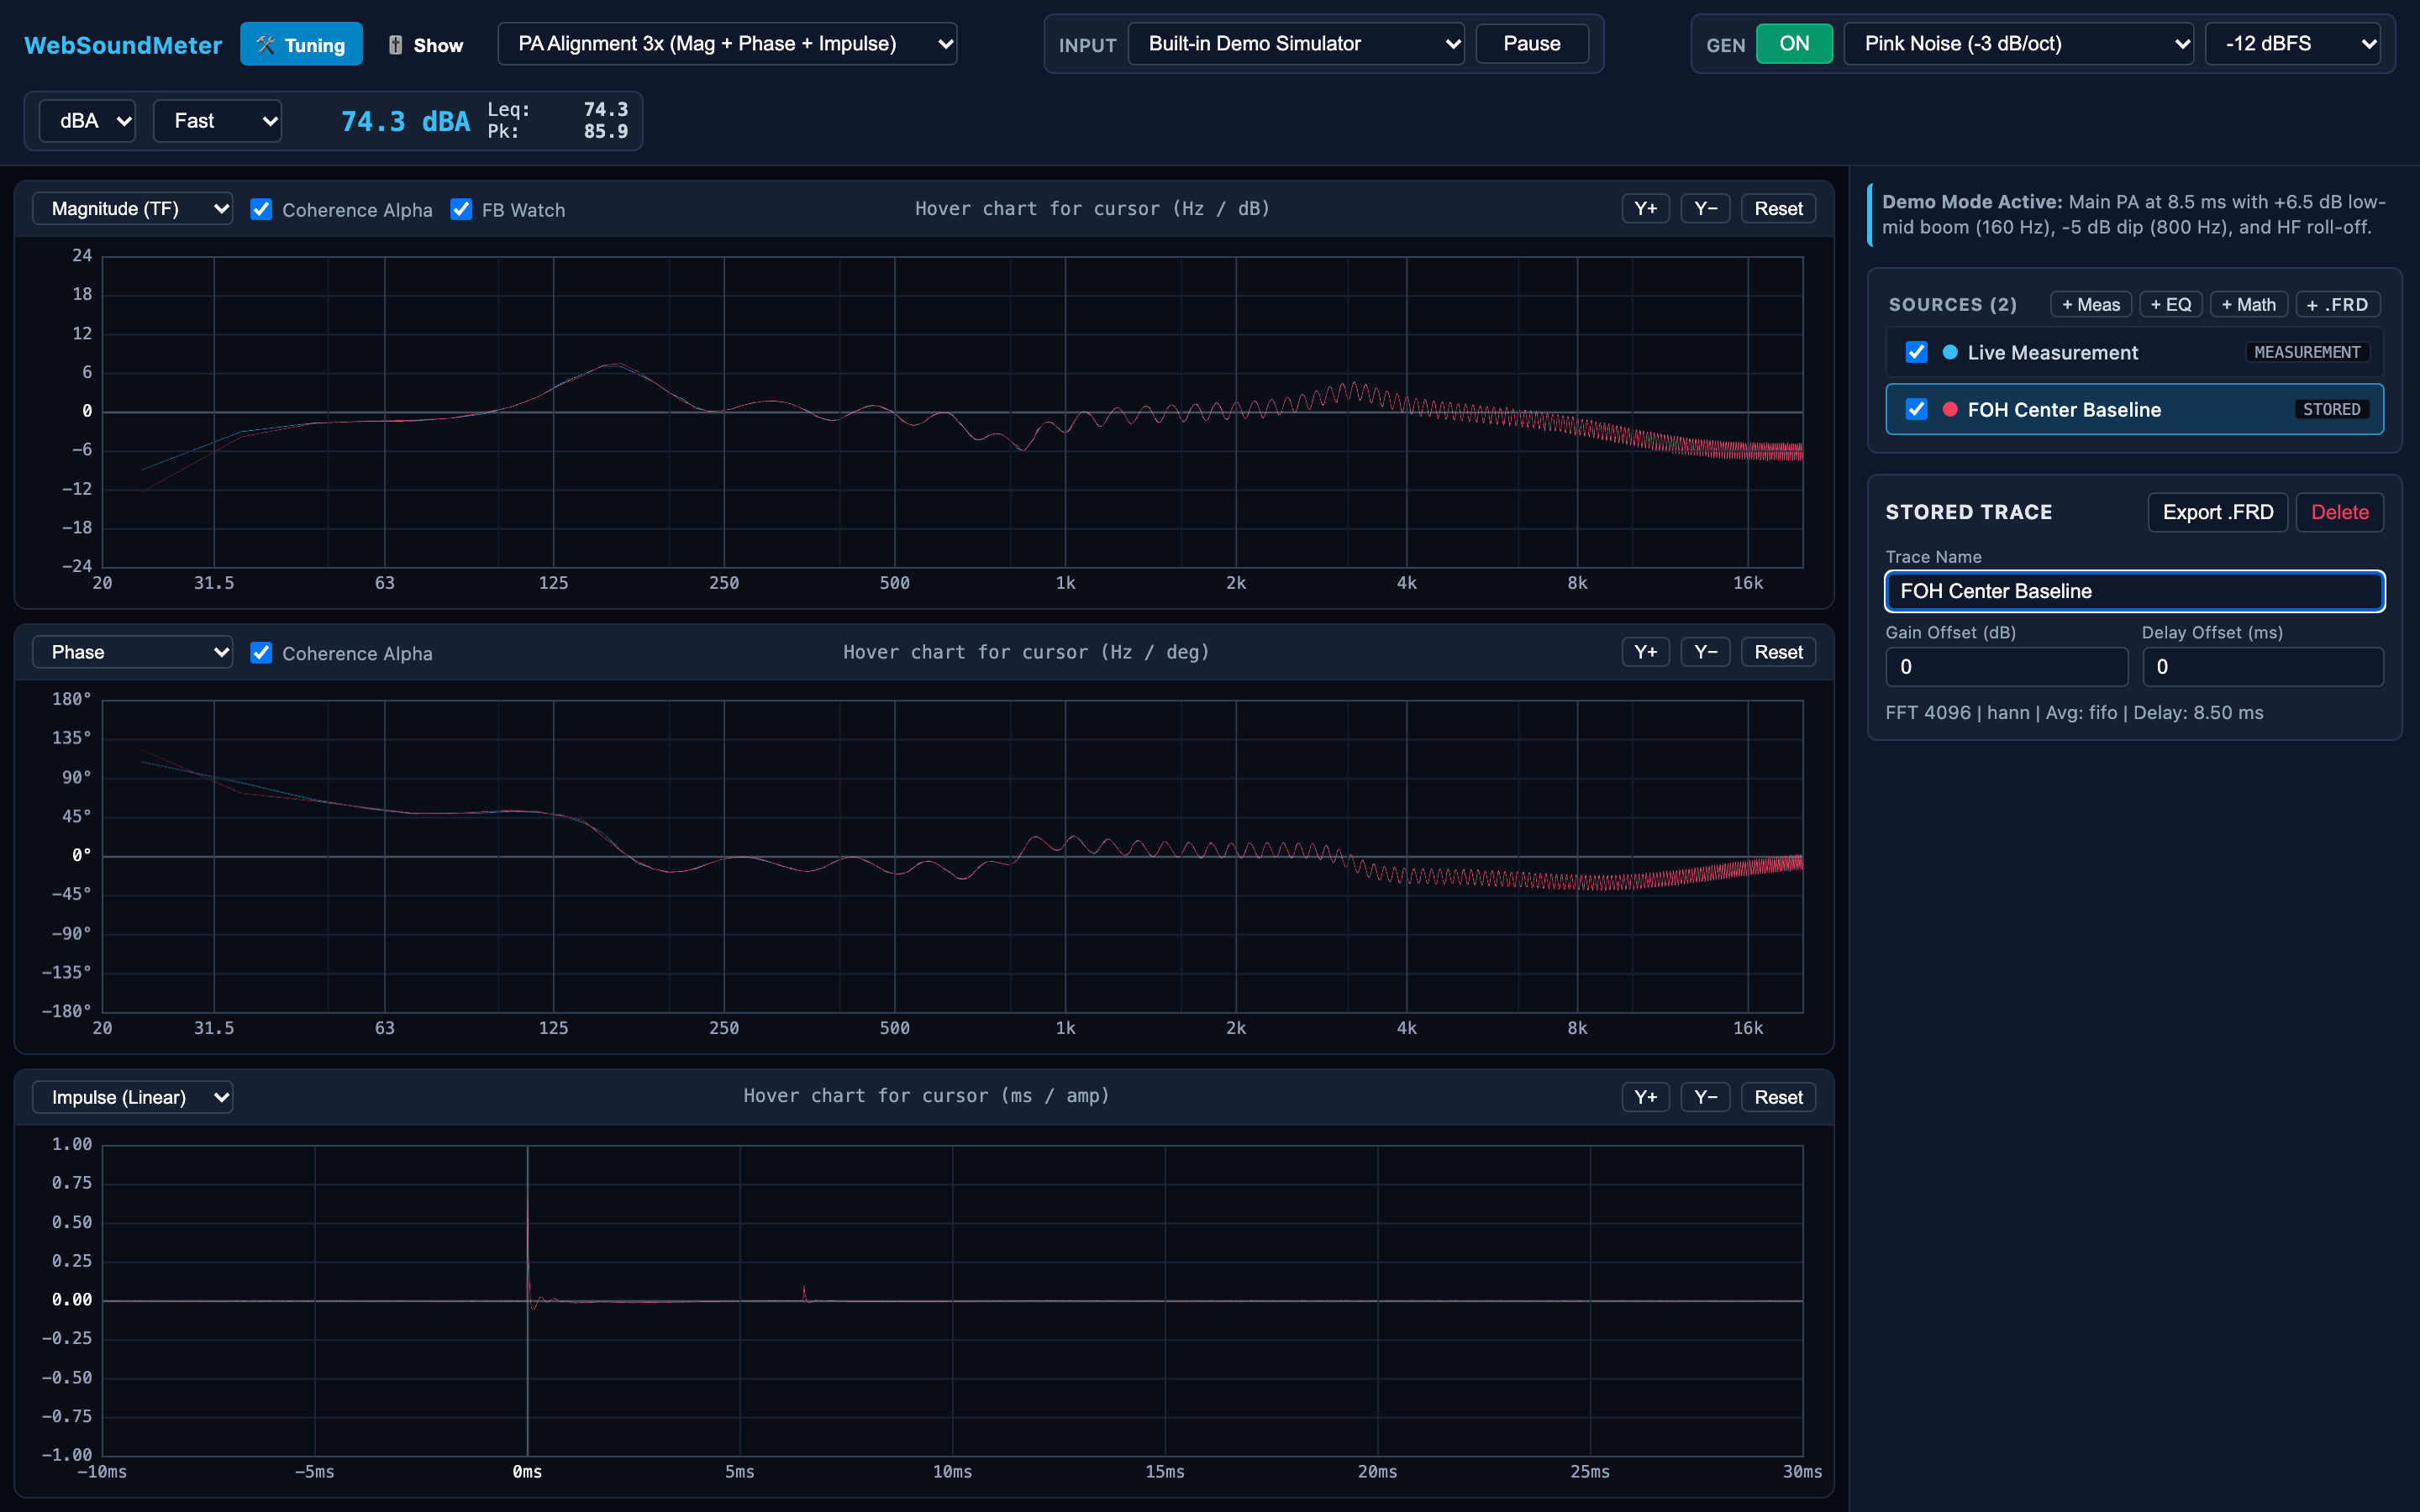 WebSoundMeter 🛠️ Tuning 🎚️ Show PA Alignment 3x (Mag + Phase + Impulse) INPUT Built-in Demo Simulator Pause GEN ON Pink Noise (-3 dB/oct) -12 dBFS
dBA Fast 74.3 dBA Leq: 74.3
Pk: 85.9
Magnitude (TF) Coherence Alpha FB Watch Hover chart for cursor (Hz / dB) Y+ Y− Reset
24
18
12
6
0
−6
−12
−18
−24
20 31.5 63 125 250 500 1k 2k 4k 8k 16k
Phase Coherence Alpha Hover chart for cursor (Hz / deg) Y+ Y− Reset
180°
135°
90°
45°
0°
−45°
−90°
−135°
−180°
20 31.5 63 125 250 500 1k 2k 4k 8k 16k
Impulse (Linear) Hover chart for cursor (ms / amp) Y+ Y− Reset
1.00
0.75
0.50
0.25
0.00
−0.25
−0.50
−0.75
−1.00
−10ms −5ms 0ms 5ms 10ms 15ms 20ms 25ms 30ms
Demo Mode Active: Main PA at 8.5 ms with +6.5 dB low-
mid boom (160 Hz), -5 dB dip (800 Hz), and HF roll-off.
SOURCES (2) + Meas + EQ + Math + .FRD
Live Measurement MEASUREMENT
FOH Center Baseline STORED
STORED TRACE Export .FRD Delete
Trace Name
FOH Center Baseline
Gain Offset (dB) Delay Offset (ms)
0 0
FFT 4096 | hann | Avg: fifo | Delay: 8.50 ms